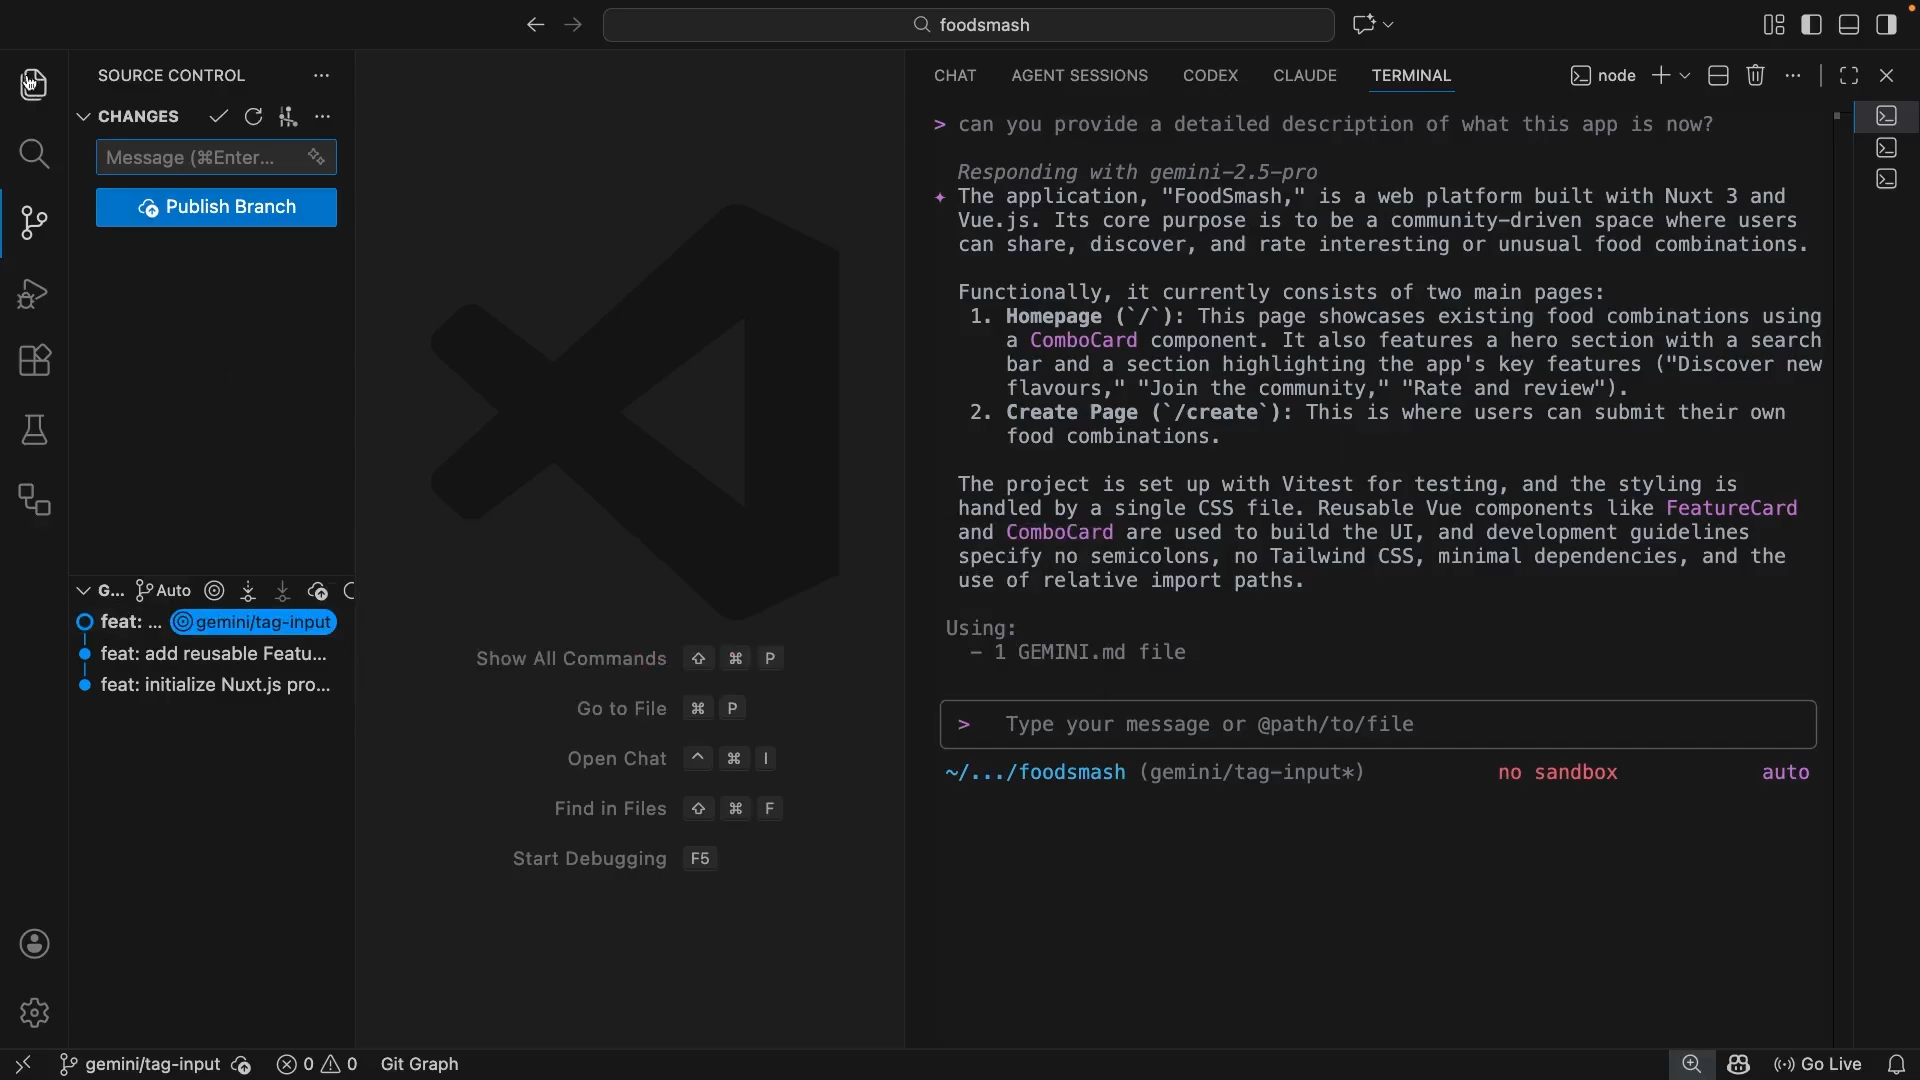 foodsmash
SOURCE CONTROL
CHANGES
Message (⌘Enter...
Publish Branch
G... Auto
feat: ... gemini/tag-input
feat: add reusable Featu...
feat: initialize Nuxt.js pro...
Show All Commands ⇧ ⌘ P
Go to File ⌘ P
Open Chat ^ ⌘ I
Find in Files ⇧ ⌘ F
Start Debugging F5
CHAT AGENT SESSIONS CODEX CLAUDE TERMINAL node
> can you provide a detailed description of what this app is now?
Responding with gemini-2.5-pro
✦ The application, "FoodSmash," is a web platform built with Nuxt 3 and
Vue.js. Its core purpose is to be a community-driven space where users
can share, discover, and rate interesting or unusual food combinations.
Functionally, it currently consists of two main pages:
1. Homepage (`/`): This page showcases existing food combinations using
a ComboCard component. It also features a hero section with a search
bar and a section highlighting the app's key features ("Discover new
flavours," "Join the community," "Rate and review").
2. Create Page (`/create`): This is where users can submit their own
food combinations.
The project is set up with Vitest for testing, and the styling is
handled by a single CSS file. Reusable Vue components like FeatureCard
and ComboCard are used to build the UI, and development guidelines
specify no semicolons, no Tailwind CSS, minimal dependencies, and the
use of relative import paths.
Using:
- 1 GEMINI.md file
> Type your message or @path/to/file
~/.../foodsmash (gemini/tag-input*) no sandbox auto
gemini/tag-input 0 0 Git Graph Go Live